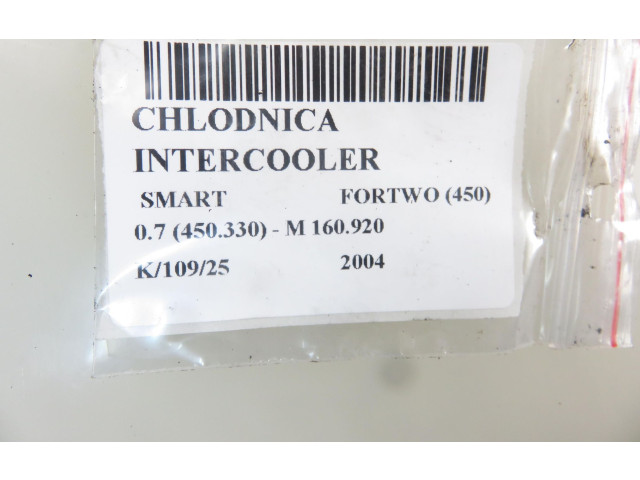 CHLODNICA
INTERCOOLER
SMART FORTWO (450)
0.7 (450.330) - M 160.920
K/109/25 2004